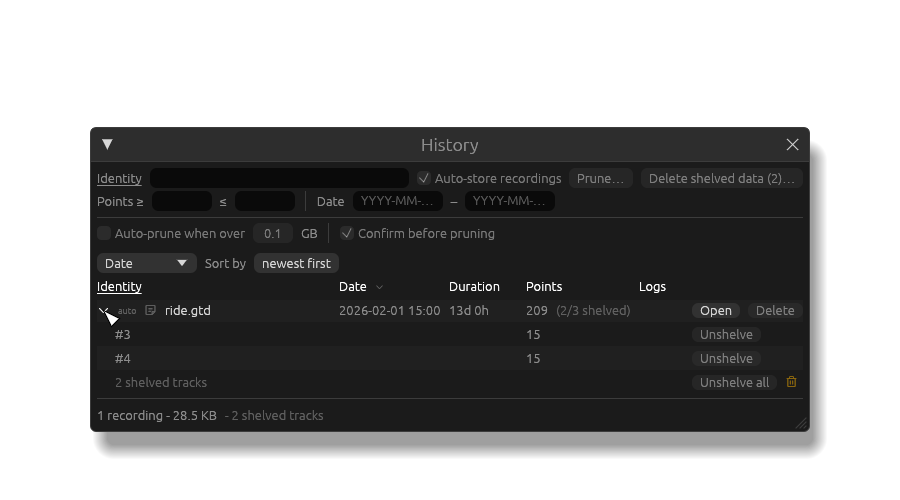 History
Identity Auto-store recordings Prune... Delete shelved data (2)...
Points ≥ ≤ Date YYYY-MM-... – YYYY-MM-...
Auto-prune when over 0.1 GB Confirm before pruning
Date Sort by newest first
Identity Date Duration Points Logs
auto ride.gtd 2026-02-01 15:00 13d 0h 209 (2/3 shelved) Open Delete
#3 15 Unshelve
#4 15 Unshelve
2 shelved tracks Unshelve all
1 recording - 28.5 KB - 2 shelved tracks